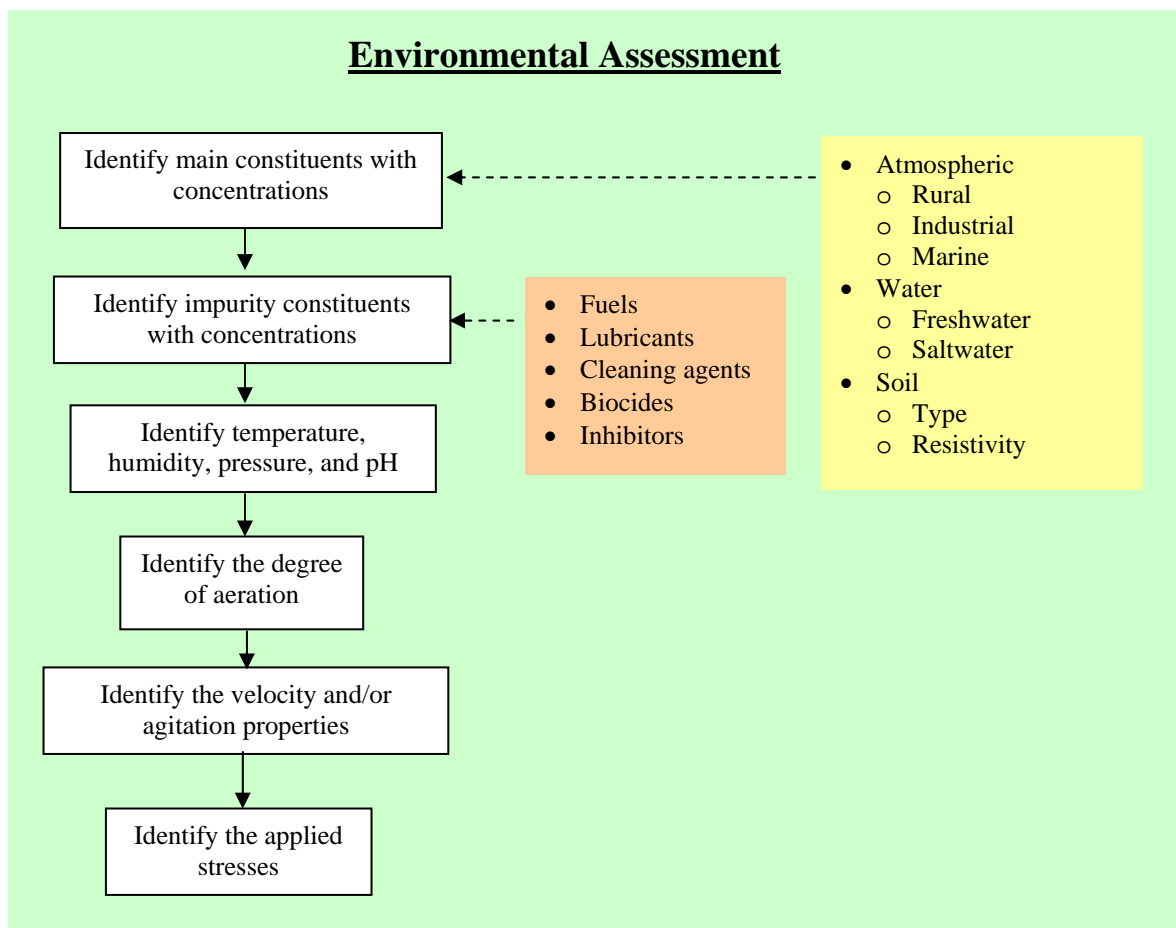 Environmental Assessment
Identify main constituents with
concentrations
Identify impurity constituents
with concentrations
Identify temperature,
humidity, pressure, and pH
Identify the degree
of aeration
Identify the velocity and/or
agitation properties
Identify the applied
stresses
• Fuels
• Lubricants
• Cleaning agents
• Biocides
• Inhibitors
• Atmospheric
o Rural
o Industrial
o Marine
• Water
o Freshwater
o Saltwater
• Soil
o Type
o Resistivity